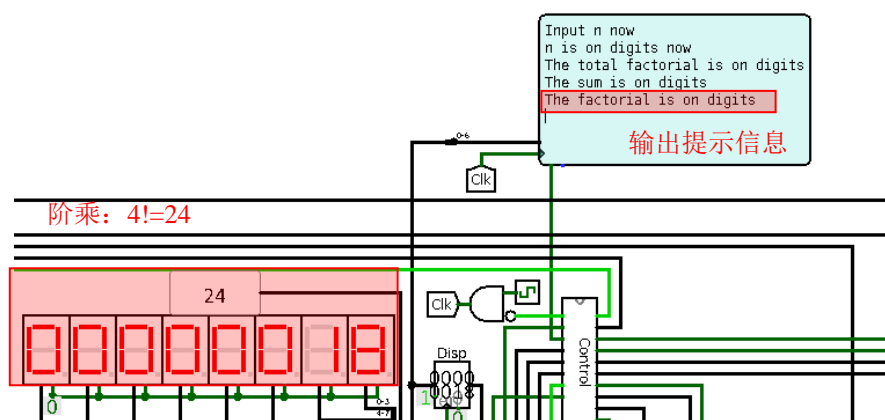 Input n now
n is on digits now
The total factorial is on digits
The sum is on digits
The factorial is on digits
输出提示信息
0-6
Clk
阶乘：4!=24
24
Clk
00000018
Disp
Control
0
0-3
4-7